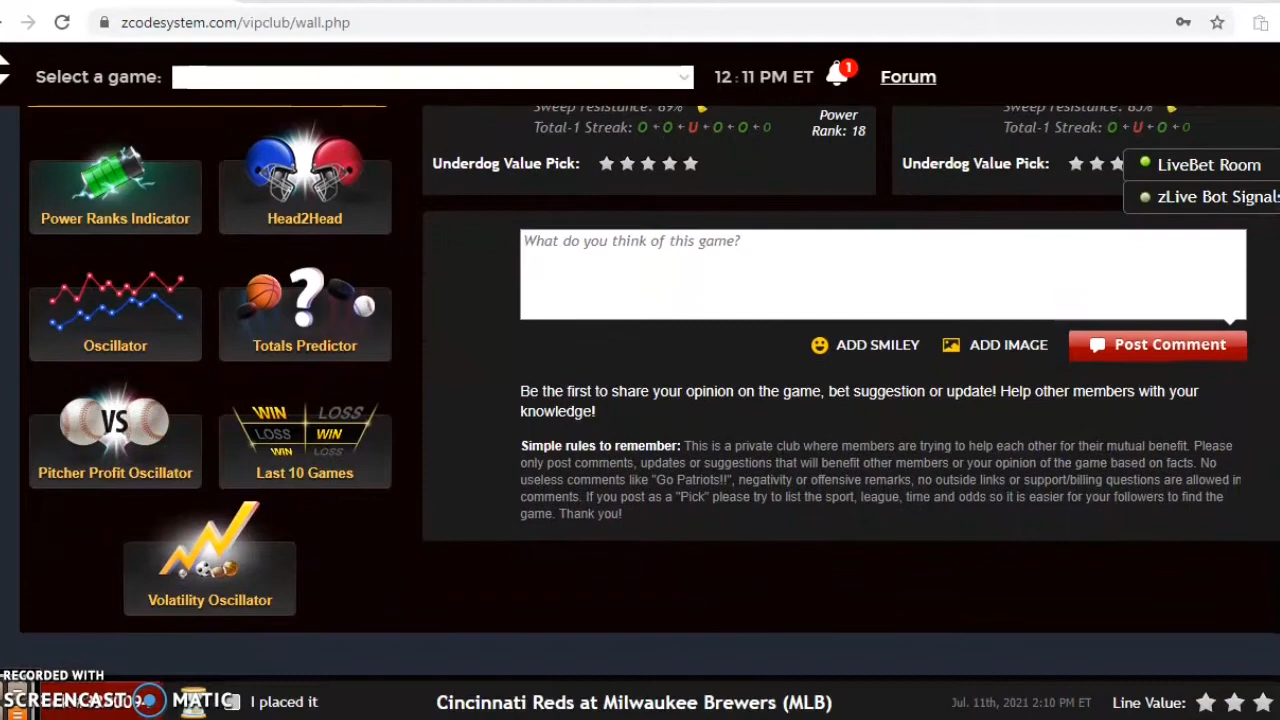 zcodesystem.com/vipclub/wall.php
Select a game:
12:11 PM ET
1
Forum
Sweep resistance: 89%
Total-1 Streak: O + O + U + O + O + O
Power
Rank: 18
Underdog Value Pick:
Sweep resistance: 85%
Total-1 Streak: O + U + O + O
Underdog Value Pick:
LiveBet Room
zLive Bot Signals
Power Ranks Indicator
Head2Head
Oscillator
?
Totals Predictor
VS
Pitcher Profit Oscillator
WIN LOSS
LOSS WIN
WIN LOSS
Last 10 Games
Volatility Oscillator
What do you think of this game?
ADD SMILEY
ADD IMAGE
Post Comment
Be the first to share your opinion on the game, bet suggestion or update! Help other members with your
knowledge!
Simple rules to remember: This is a private club where members are trying to help each other for their mutual benefit. Please
only post comments, updates or suggestions that will benefit other members or your opinion of the game based on facts. No
useless comments like "Go Patriots!!", negativity or offensive remarks, no outside links or support/billing questions are allowed in
comments. If you post as a "Pick" please try to list the sport, league, time and odds so it is easier for your followers to find the
game. Thank you!
RECORDED WITH
SCREENCAST MATIC
I placed it
Cincinnati Reds at Milwaukee Brewers (MLB)
Jul. 11th, 2021 2:10 PM ET
Line Value: